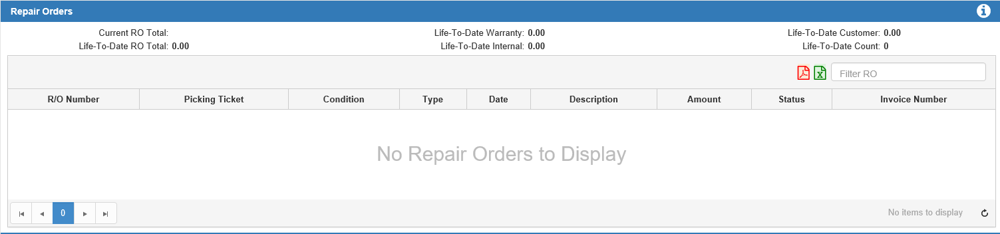 Repair Orders
Current RO Total: Life-To-Date Warranty: 0.00 Life-To-Date Customer: 0.00
Life-To-Date RO Total: 0.00 Life-To-Date Internal: 0.00 Life-To-Date Count: 0
Filter RO
R/O Number Picking Ticket Condition Type Date Description Amount Status Invoice Number
No Repair Orders to Display
0 No items to display